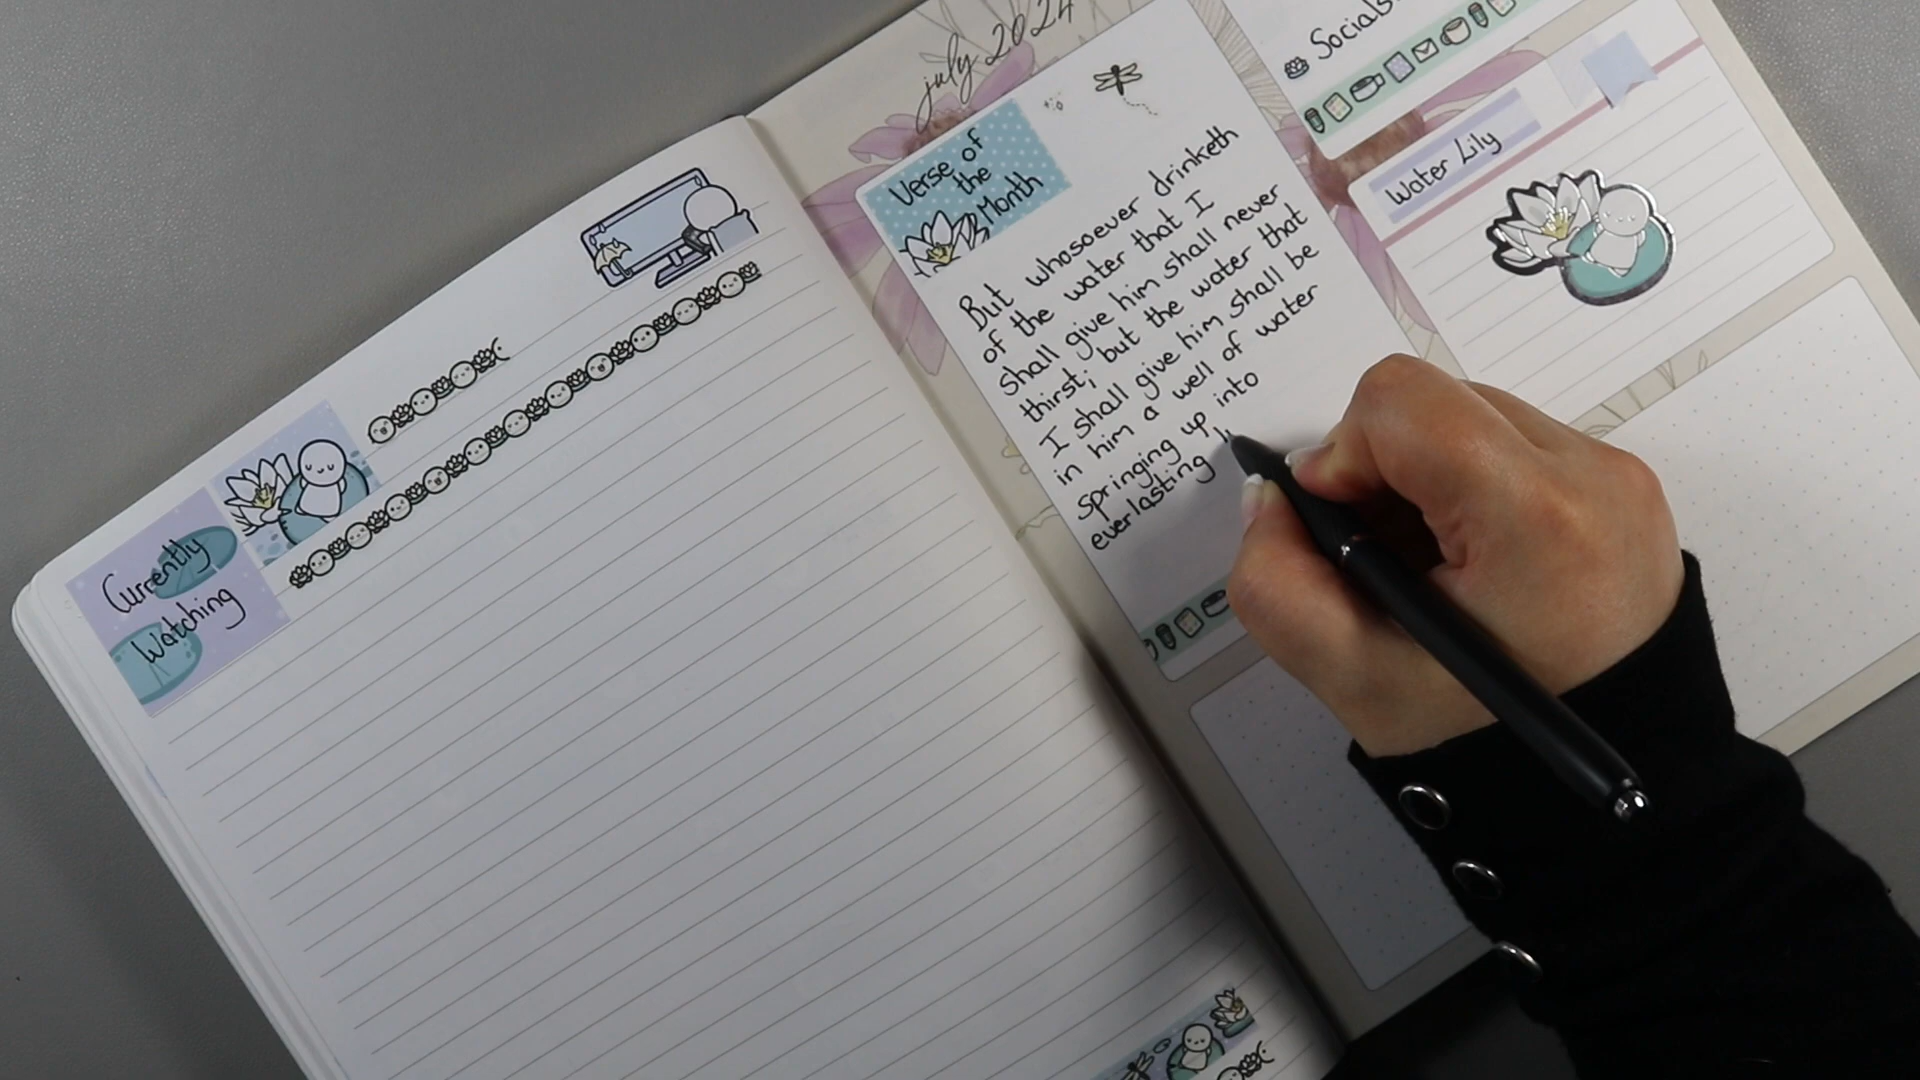 Currently
Watching
july 2024
Verse of
the
Month
But whosoever drinketh
of the water that I
shall give him shall never
thirst; but the water that
I shall give him shall be
in him a well of water
springing up into
everlasting
Socials
Water Lily